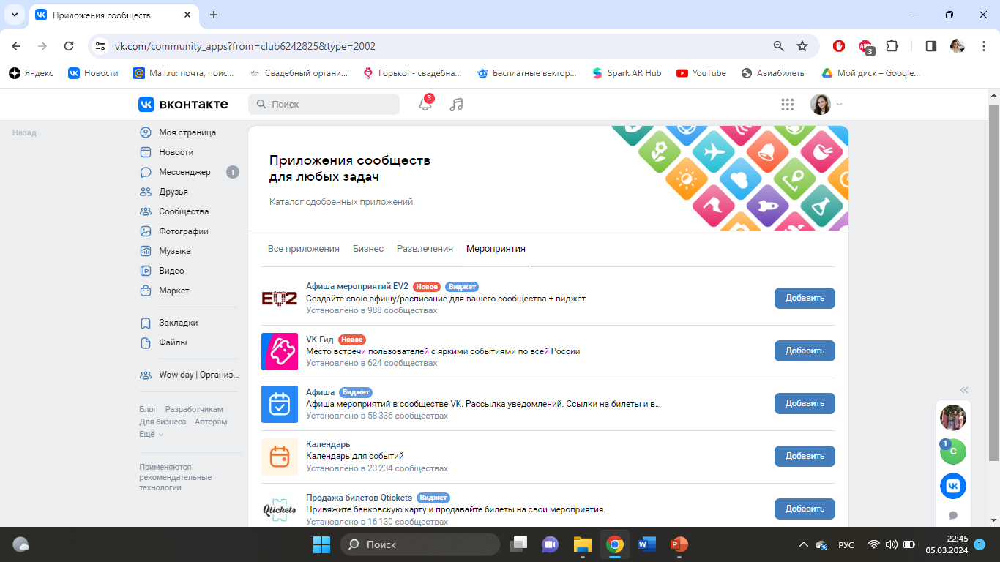 Приложения сообществ
vk.com/community_apps?from=club6242825&type=2002
ABP
3
Яндекс
Новости
Mail.ru: почта, поис...
Свадебный органи...
Горько! - свадебна...
Бесплатные вектор...
Spark AR Hub
YouTube
Авиабилеты
Мой диск – Google...
вконтакте
Поиск
3
Назад
Моя страница
Новости
Мессенджер 1
Друзья
Сообщества
Фотографии
Музыка
Видео
Маркет
Закладки
Файлы
Wow day | Организ...
Блог Разработчикам
Для бизнеса Авторам
Ещё
Применяются
рекомендательные
технологии
Приложения сообществ
для любых задач
Каталог одобренных приложений
Все приложения Бизнес Развлечения Мероприятия
EV2
Афиша мероприятий EV2 Новое Виджет
Создайте свою афишу/расписание для вашего сообщества + виджет
Установлено в 988 сообществах
Добавить
VK Гид Новое
Место встречи пользователей с яркими событиями по всей России
Установлено в 624 сообществах
Добавить
Афиша Виджет
Афиша мероприятий в сообществе VK. Рассылка уведомлений. Ссылки на билеты и в...
Установлено в 58 336 сообществах
Добавить
Календарь
Календарь для событий
Установлено в 23 234 сообществах
Добавить
Qtickets
Продажа билетов Qtickets Виджет
Привяжите банковскую карту и продавайте билеты на свои мероприятия.
Установлено в 16 130 сообществах
Добавить
1
С
Поиск
РУС
22:45
05.03.2024
1